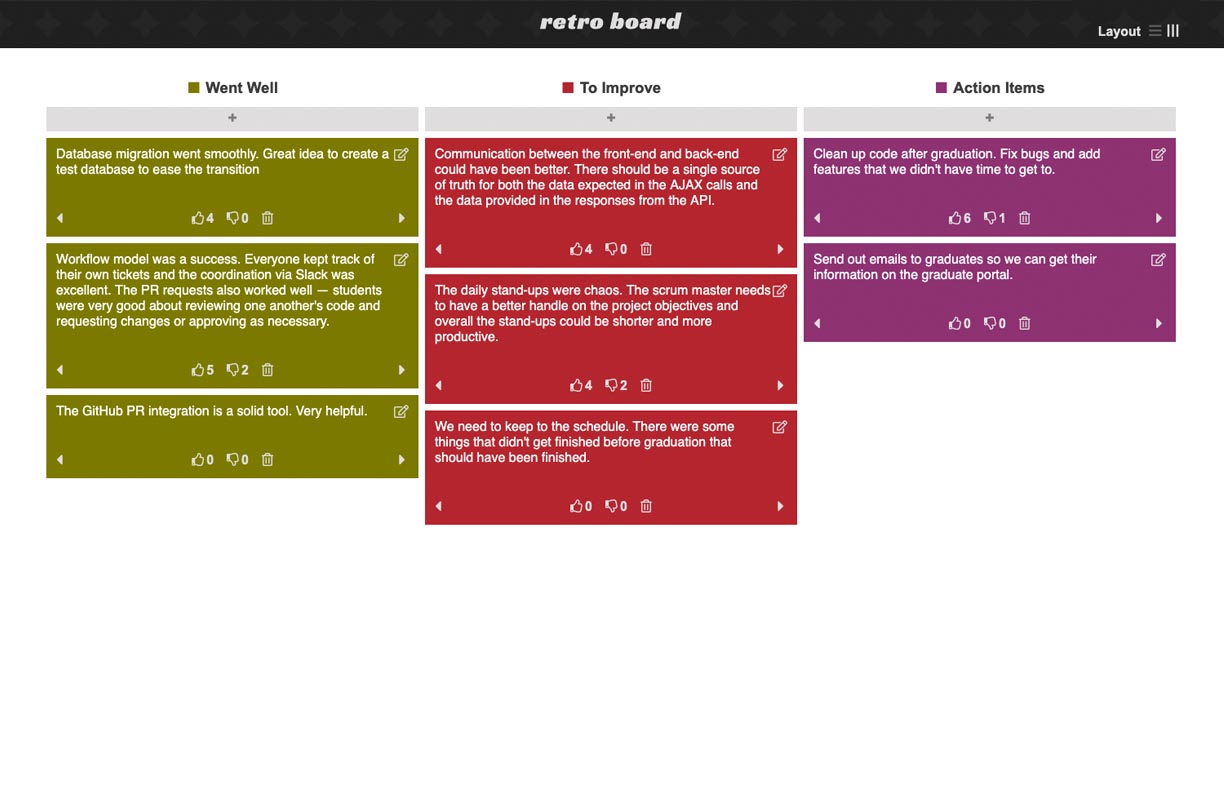 retro board
Layout
Went Well
+
Database migration went smoothly. Great idea to create a
test database to ease the transition
4 0
Workflow model was a success. Everyone kept track of
their own tickets and the coordination via Slack was
excellent. The PR requests also worked well — students
were very good about reviewing one another's code and
requesting changes or approving as necessary.
5 2
The GitHub PR integration is a solid tool. Very helpful.
0 0
To Improve
+
Communication between the front-end and back-end
could have been better. There should be a single source
of truth for both the data expected in the AJAX calls and
the data provided in the responses from the API.
4 0
The daily stand-ups were chaos. The scrum master needs
to have a better handle on the project objectives and
overall the stand-ups could be shorter and more
productive.
4 2
We need to keep to the schedule. There were some
things that didn't get finished before graduation that
should have been finished.
0 0
Action Items
+
Clean up code after graduation. Fix bugs and add
features that we didn't have time to get to.
6 1
Send out emails to graduates so we can get their
information on the graduate portal.
0 0